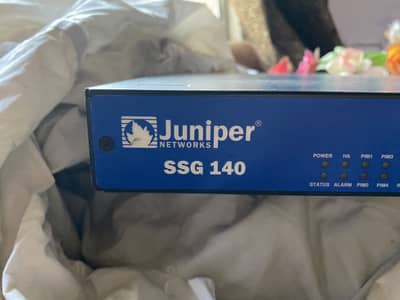 Juniper®
NETWORKS
SSG 140
POWER HA PIM1 PIM3
STATUS ALARM PIM2 PIM4